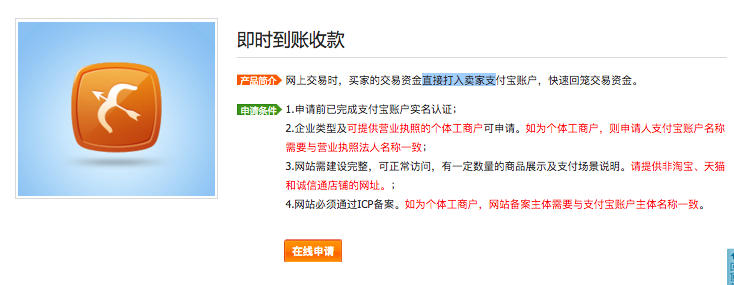 即时到账收款
产品简介 网上交易时，买家的交易资金直接打入卖家支付宝账户，快速回笼交易资金。
申请条件 1.申请前已完成支付宝账户实名认证；
2.企业类型及可提供营业执照的个体工商户可申请。如为个体工商户，则申请人支付宝账户名称
需要与营业执照法人名称一致；
3.网站需建设完整，可正常访问，有一定数量的商品展示及支付场景说明。请提供非淘宝、天猫
和诚信通店铺的网址。；
4.网站必须通过ICP备案。如为个体工商户，网站备案主体需要与支付宝账户主体名称一致。
在线申请